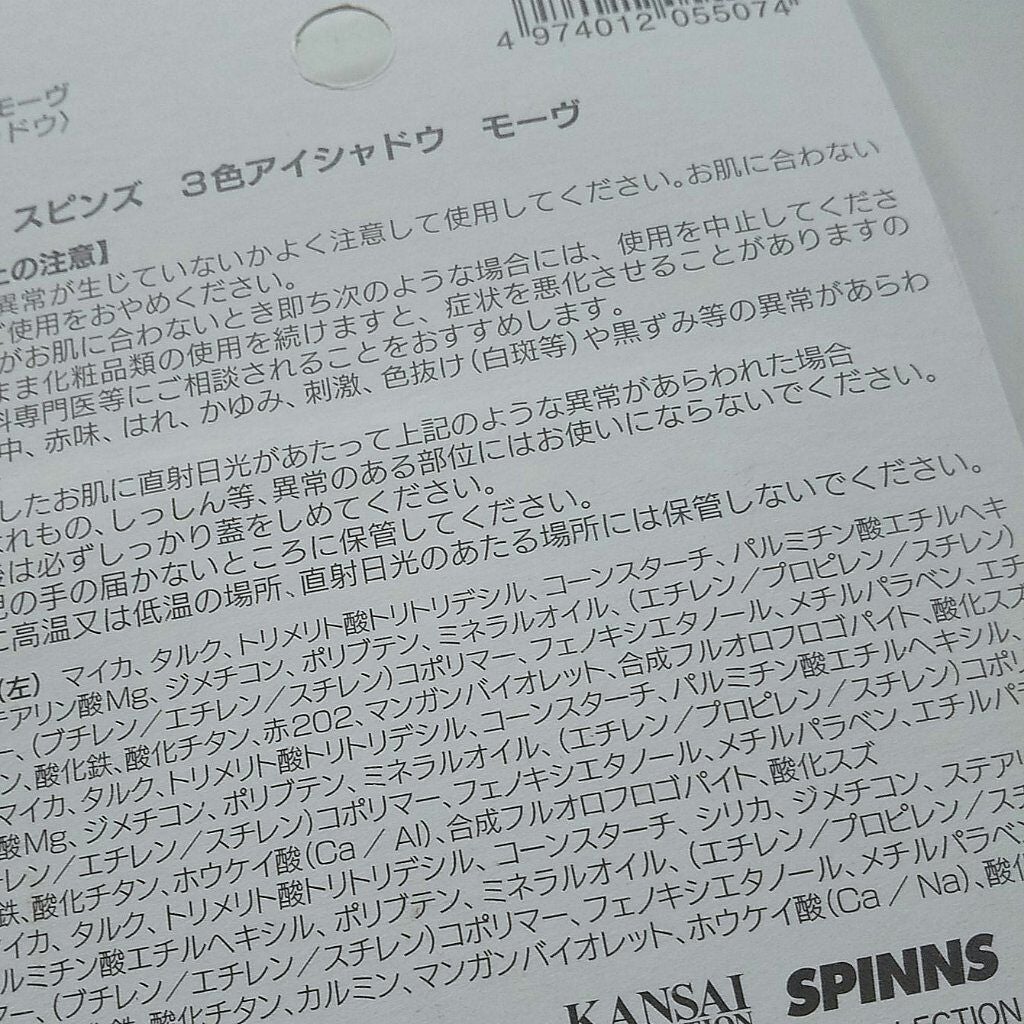 4 974012 055074
モーヴ
ドウ〉
スピンズ　3色アイシャドウ　モーヴ
上の注意】
異常が生じていないかよく注意して使用してください。お肌に合わない
ご使用をおやめください。
がお肌に合わないとき即ち次のような場合には、使用を中止してくださ
まま化粧品類の使用を続けますと、症状を悪化させることがありますの
科専門医等にご相談されることをおすすめします。
中、赤味、はれ、かゆみ、刺激、色抜け(白斑等)や黒ずみ等の異常があらわ
したお肌に直射日光があたって上記のような異常があらわれた場合
れもの、しっしん等、異常のある部位にはお使いにならないでください。
後は必ずしっかり蓋をしめてください。
児の手の届かないところに保管してください。
に高温又は低温の場所、直射日光のあたる場所には保管しないでください。
(左) マイカ、タルク、トリメリト酸トリトリデシル、コーンスターチ、パルミチン酸エチルヘキ
テアリン酸Mg、ジメチコン、ポリブテン、ミネラルオイル、(エチレン／プロピレン／スチレン)
ー、(ブチレン／エチレン／スチレン)コポリマー、フェノキシエタノール、メチルパラベン、エチ
ン、酸化鉄、酸化チタン、赤202、マンガンバイオレット、合成フルオロフロゴパイト、酸化スズ
マイカ、タルク、トリメリト酸トリトリデシル、コーンスターチ、パルミチン酸エチルヘキシル、
酸Mg、ジメチコン、ポリブテン、ミネラルオイル、(エチレン／プロピレン／スチレン)コポリ
チレン／エチレン／スチレン)コポリマー、フェノキシエタノール、メチルパラベン、エチルパラ
鉄、酸化チタン、ホウケイ酸(Ca／Al)、合成フルオロフロゴパイト、酸化スズ
マイカ、タルク、トリメリト酸トリトリデシル、コーンスターチ、シリカ、ジメチコン、ステアリ
ルミチン酸エチルヘキシル、ポリブテン、ミネラルオイル、(エチレン／プロピレン／スチ
マー、(ブチレン／エチレン／スチレン)コポリマー、フェノキシエタノール、メチルパラベン
酸化鉄、酸化チタン、カルミン、マンガンバイオレット、ホウケイ酸(Ca／Na)、酸化
KANSAI
SPINNS